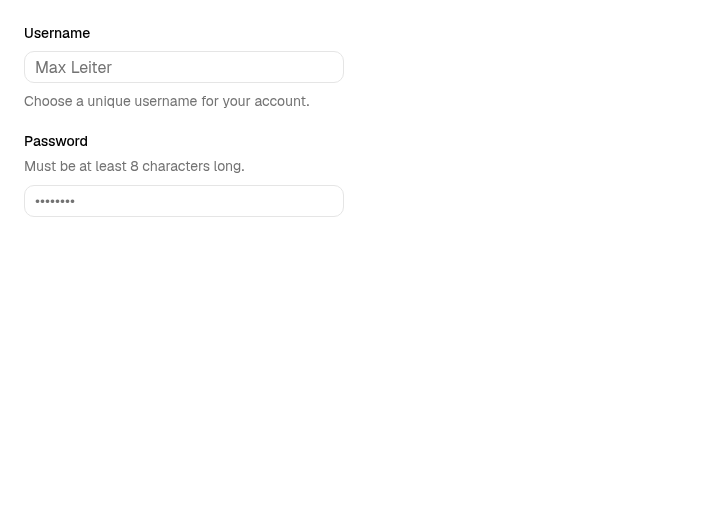 Username
Max Leiter
Choose a unique username for your account.
Password
Must be at least 8 characters long.
••••••••